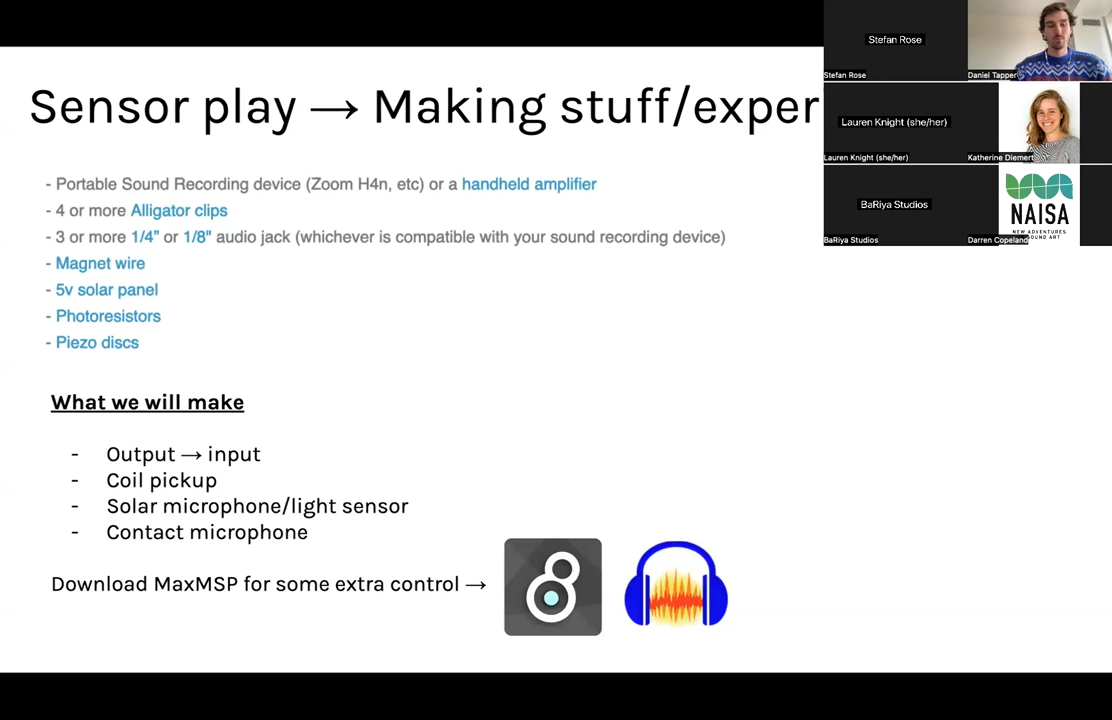 Sensor play → Making stuff/exper
- Portable Sound Recording device (Zoom H4n, etc) or a handheld amplifier
- 4 or more Alligator clips
- 3 or more 1/4” or 1/8" audio jack (whichever is compatible with your sound recording device)
- Magnet wire
- 5v solar panel
- Photoresistors
- Piezo discs
What we will make
- Output → input
- Coil pickup
- Solar microphone/light sensor
- Contact microphone
Download MaxMSP for some extra control →
Stefan Rose
Stefan Rose
Daniel Tapper
Lauren Knight (she/her)
Lauren Knight (she/her)
Katherine Diemert
BaRiya Studios
BaRiya Studios
NAISA
NEW ADVENTURES
SOUND ART
Darren Copeland